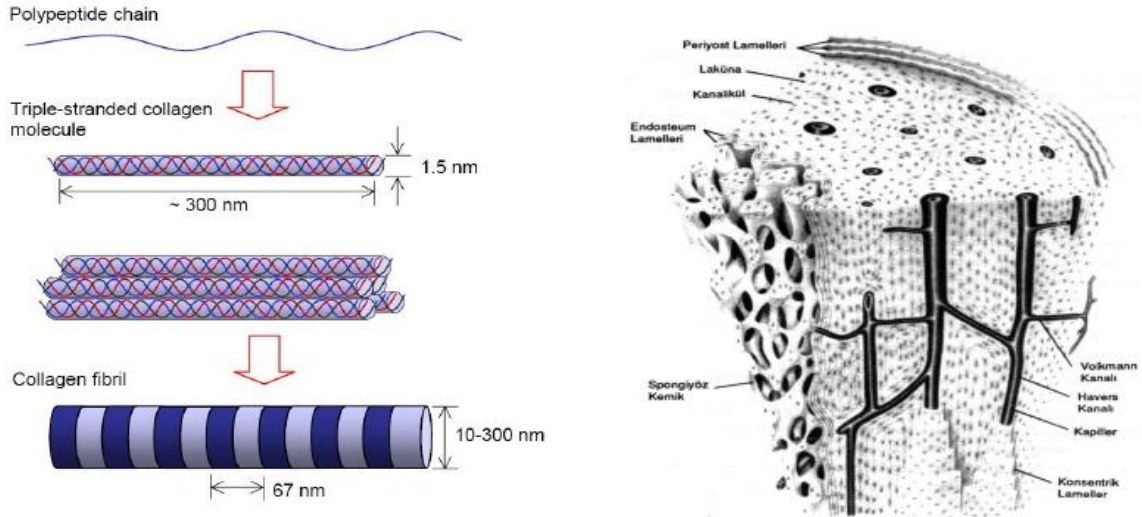 Polypeptide chain
Triple-stranded collagen
molecule
1.5 nm
~ 300 nm
Collagen fibril
10-300 nm
67 nm
Periyost Lamelleri
Laküna
Kanalikül
Endosteum
Lamelleri
Spongiyöz
Kemik
Volkmann
Kanalı
Havers
Kanalı
Kapiller
Konsentrik
Lameller